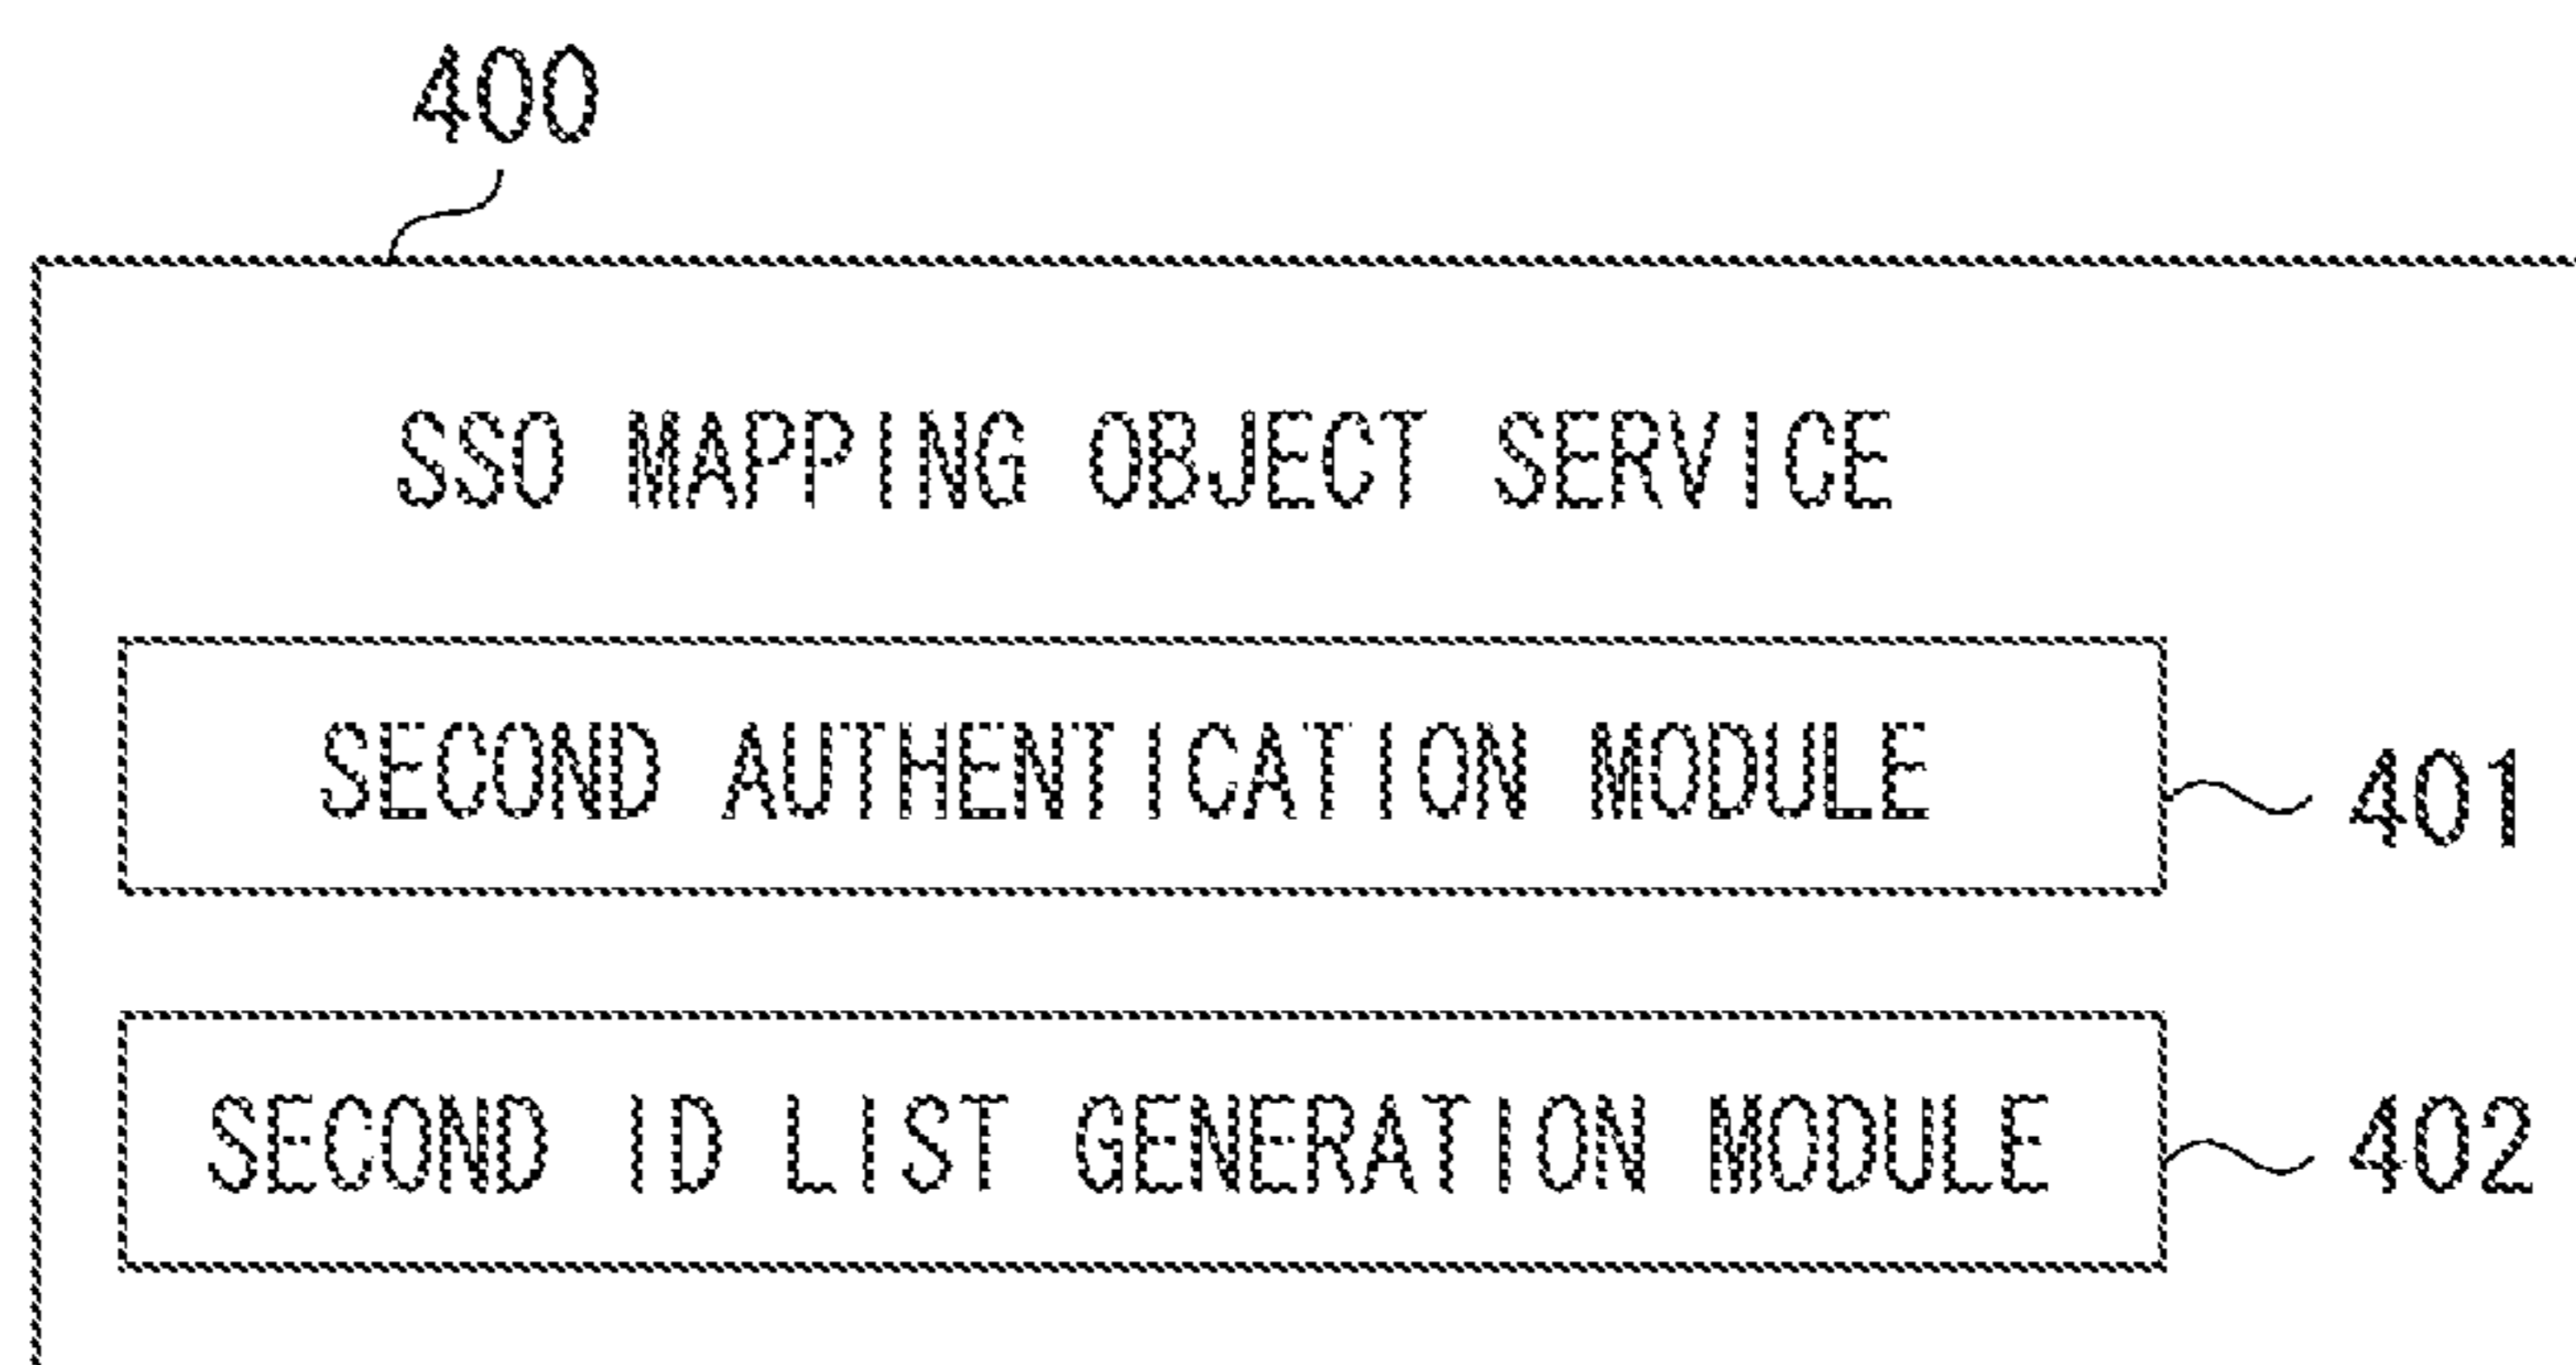 400
SSO MAPPING OBJECT SERVICE
SECOND AUTHENTICATION MODULE
401
SECOND ID LIST GENERATION MODULE
402